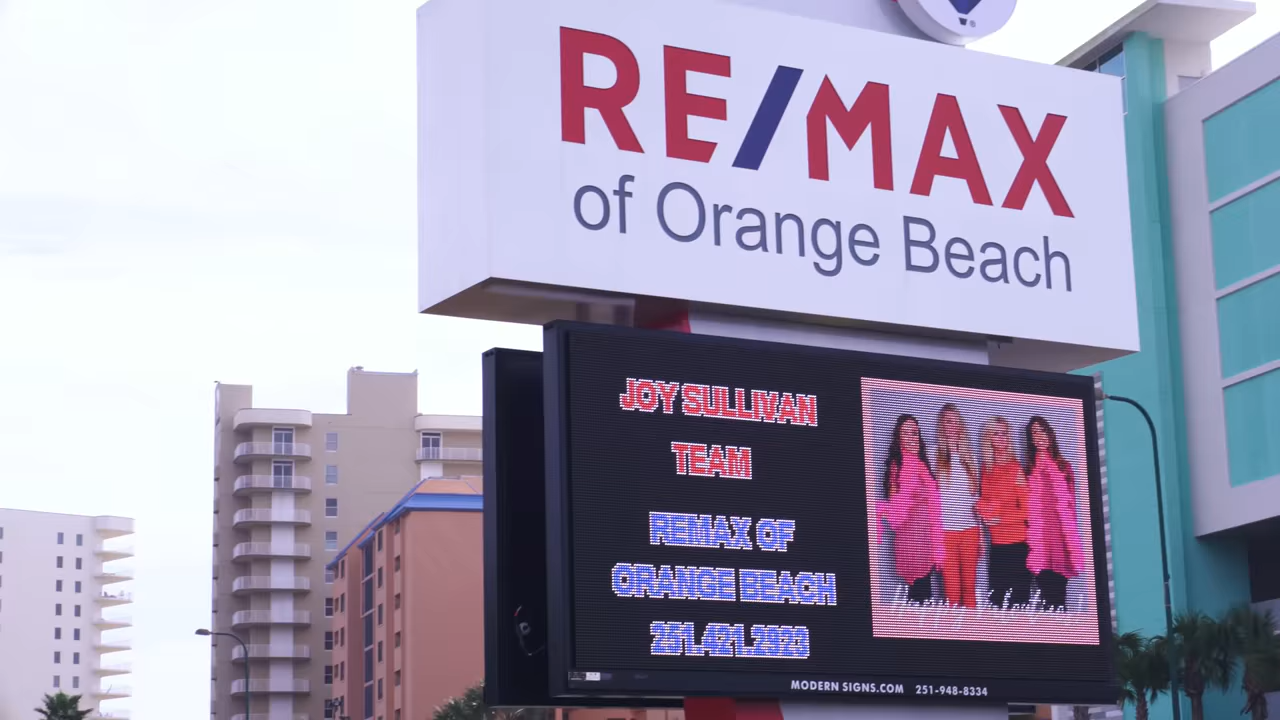 RE/MAX
of Orange Beach
JOY SULLIVAN
TEAM
REMAX OF
ORANGE BEACH
251.421.2023
MODERN SIGNS.COM 251-948-8334